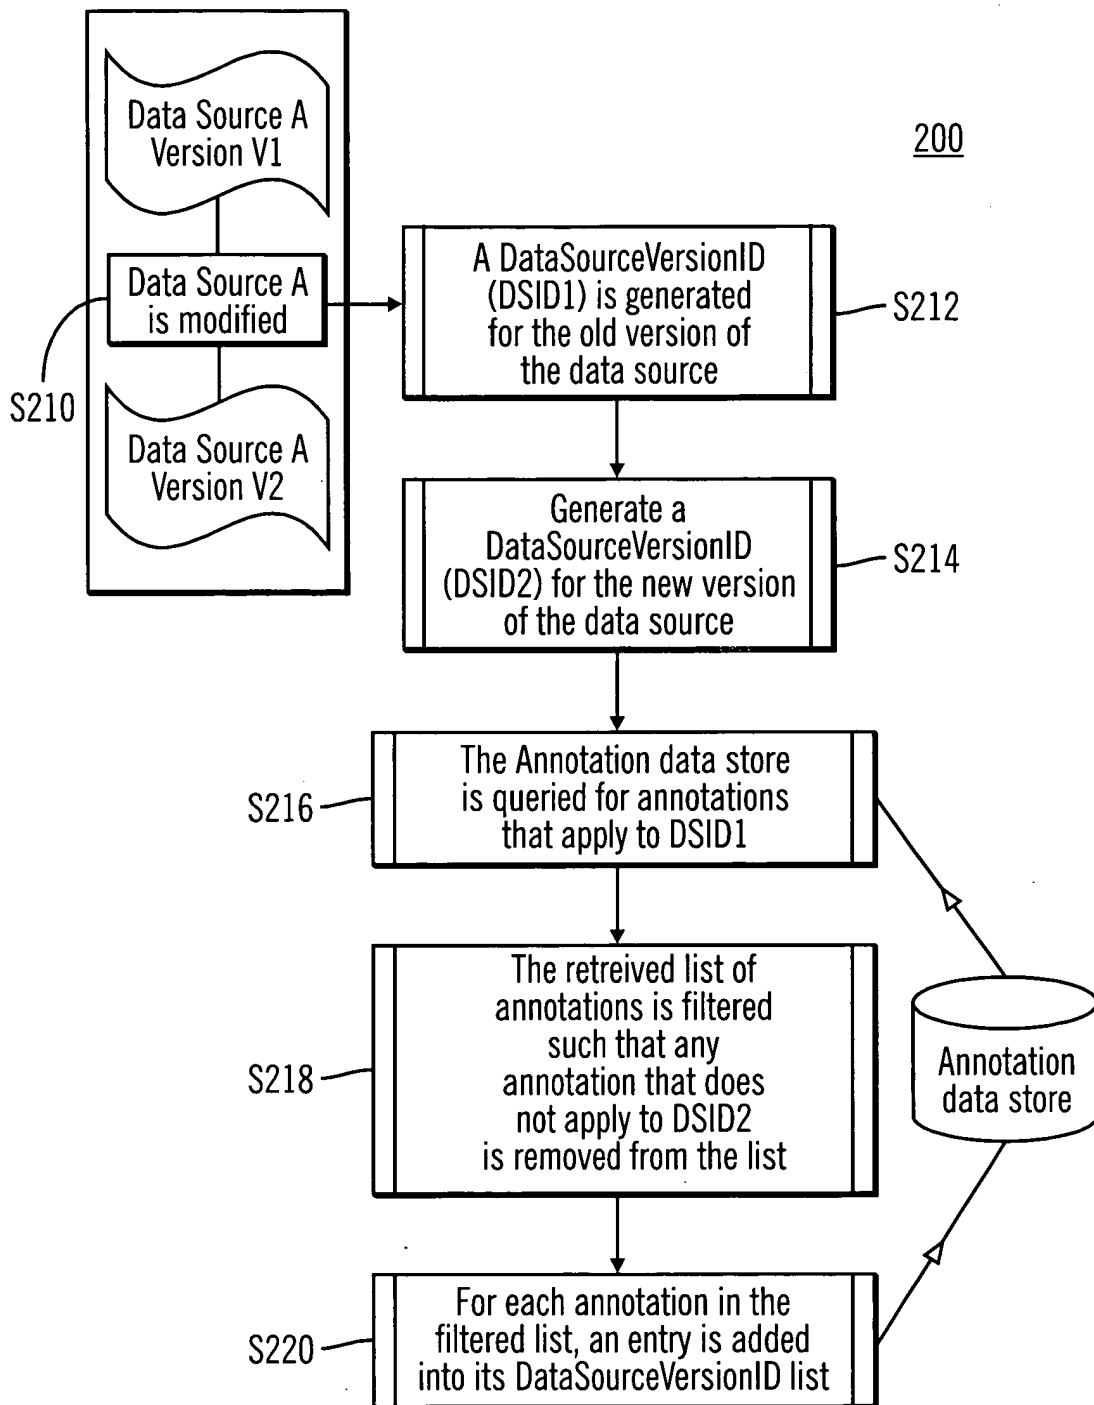 Data Source A
Version V1
200
Data Source A
is modified
S210
Data Source A
Version V2
A DataSourceVersionID
(DSID1) is generated
for the old version of
the data source
S212
Generate a
DataSourceVersionID
(DSID2) for the new version
of the data source
S214
The Annotation data store
is queried for annotations
that apply to DSID1
S216
The retreived list of
annotations is filtered
such that any
annotation that does
not apply to DSID2
is removed from the list
S218
Annotation
data store
For each annotation in the
filtered list, an entry is added
into its DataSourceVersionID list
S220